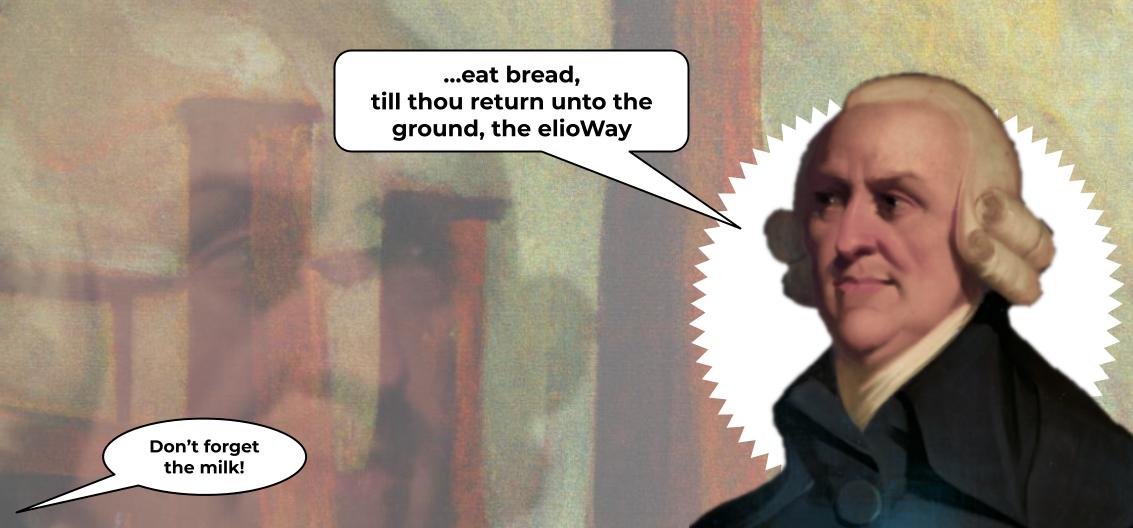 ...eat bread,
till thou return unto the
ground, the elioWay
Don’t forget
the milk!